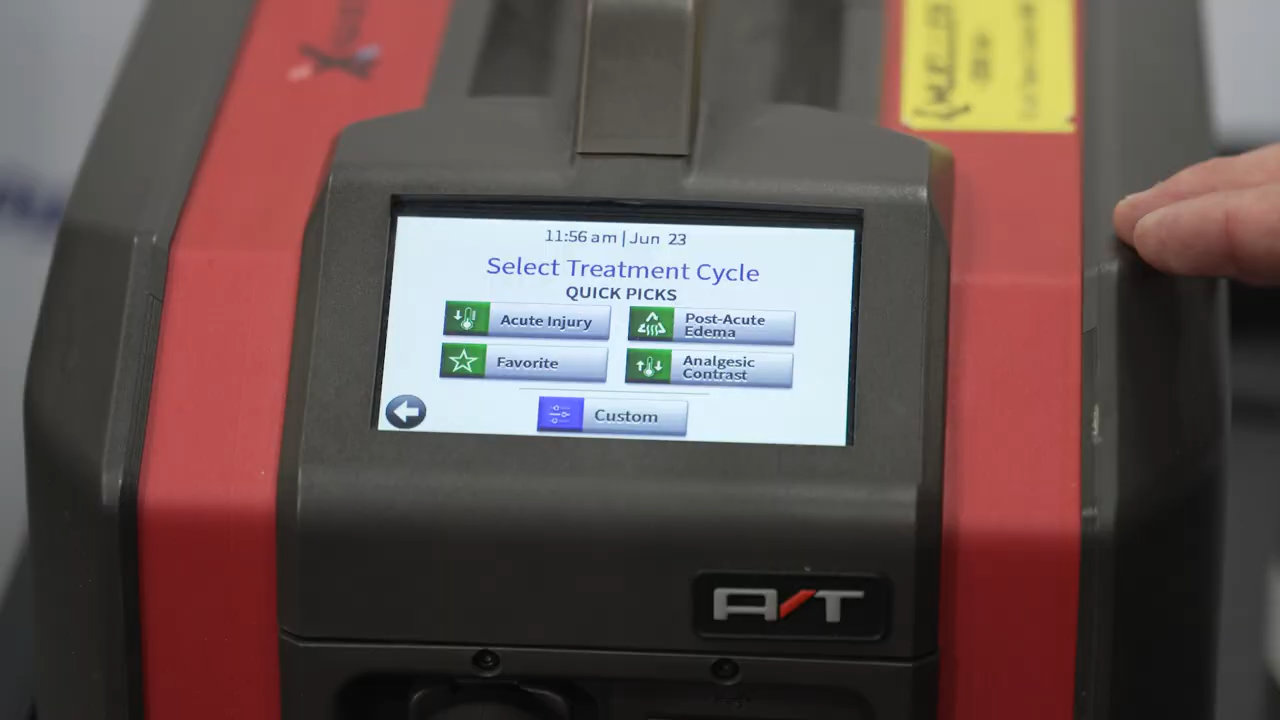 11:56 am | Jun 23
Select Treatment Cycle
QUICK PICKS
Acute Injury
Post-Acute
Edema
Favorite
Analgesic
Contrast
Custom
A/T